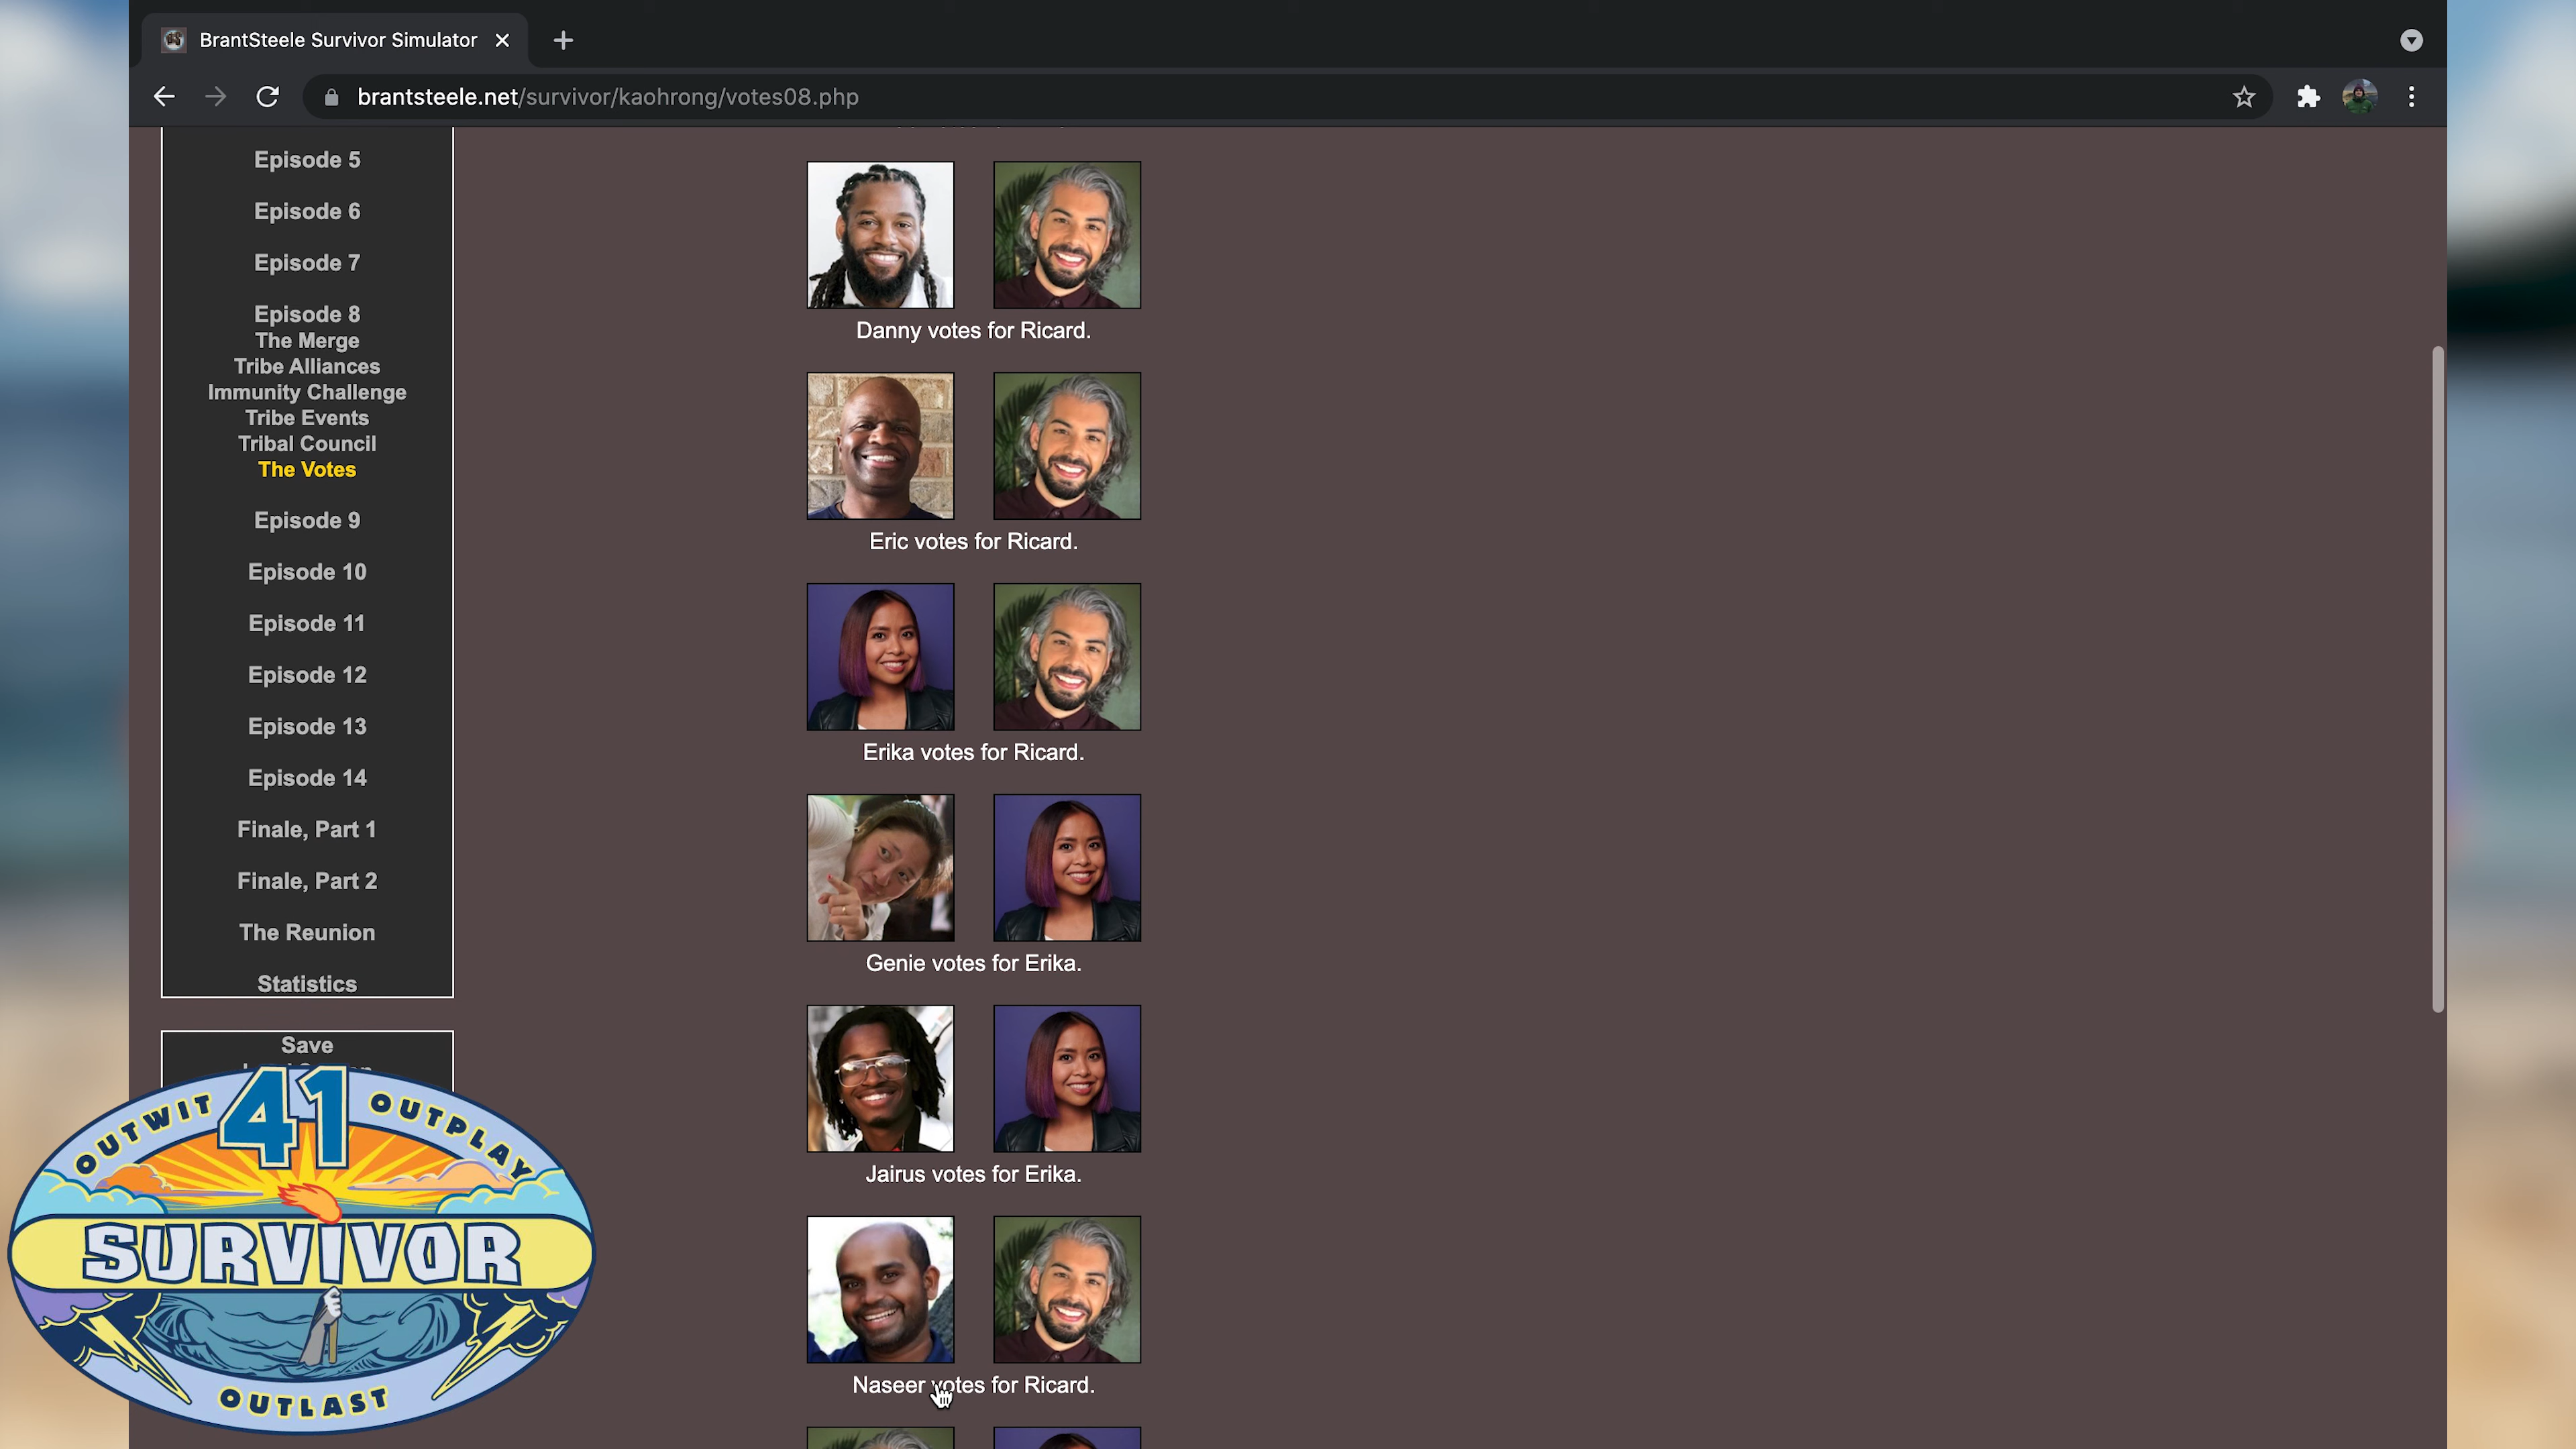 BrantSteele Survivor Simulator
brantsteele.net/survivor/kaohrong/votes08.php
Episode 5
Episode 6
Episode 7
Episode 8
The Merge
Tribe Alliances
Immunity Challenge
Tribe Events
Tribal Council
The Votes
Episode 9
Episode 10
Episode 11
Episode 12
Episode 13
Episode 14
Finale, Part 1
Finale, Part 2
The Reunion
Statistics
Save
Danny votes for Ricard.
Eric votes for Ricard.
Erika votes for Ricard.
Genie votes for Erika.
Jairus votes for Erika.
Naseer votes for Ricard.
OUTWIT 41 OUTPLAY
SURVIVOR
OUTLAST